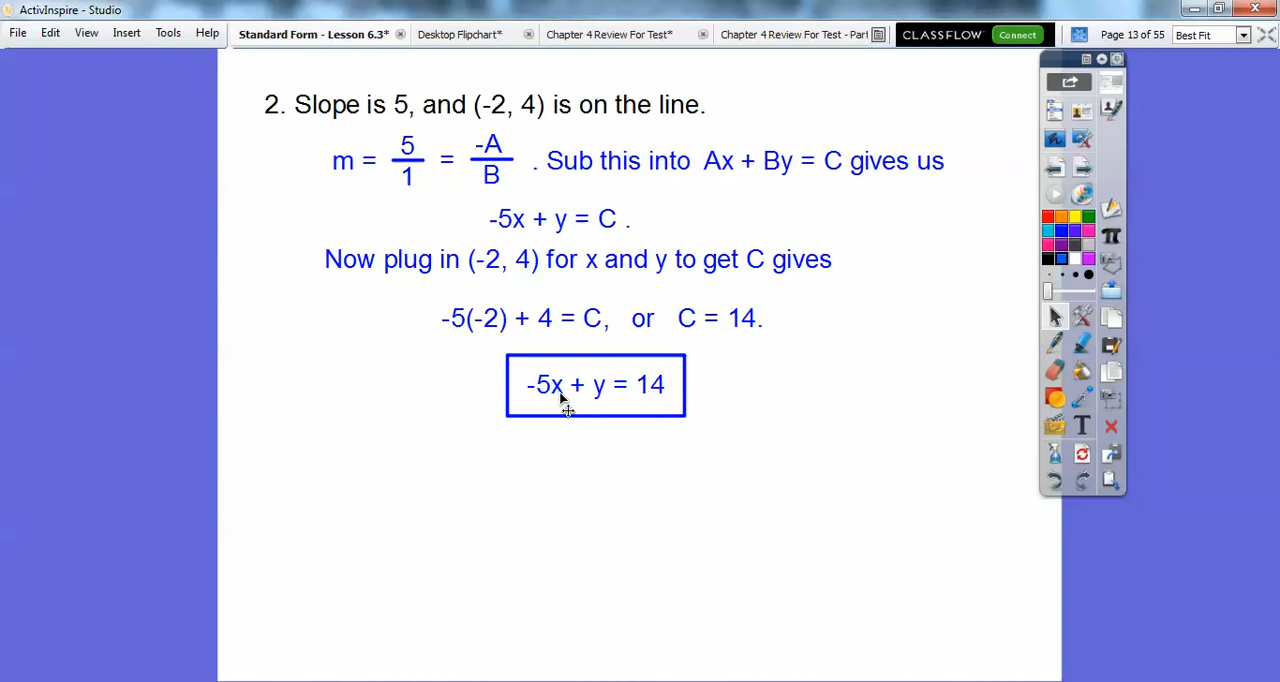 ActivInspire - Studio
File Edit View Insert Tools Help Standard Form - Lesson 6.3* Desktop Flipchart* Chapter 4 Review For Test* Chapter 4 Review For Test - Part CLASSFLOW Connect Page 13 of 55 Best Fit
2. Slope is 5, and (-2, 4) is on the line.
m = 5/1 = -A/B . Sub this into Ax + By = C gives us
-5x + y = C .
Now plug in (-2, 4) for x and y to get C gives
-5(-2) + 4 = C, or C = 14.
-5x + y = 14